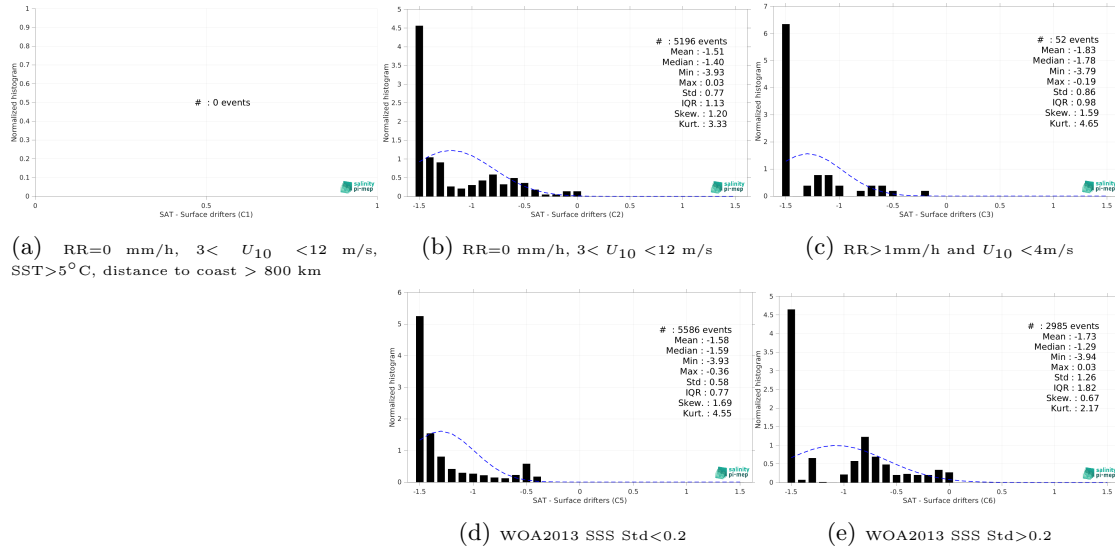 1
0.9
0.8
0.7
0.6
0.5
0.4
0.3
0.2
0.1
0
Normalized histogram
# : 0 events
salinity
pi-mep
0
0.5
1
SAT - Surface drifters (C1)
(a) RR=0 mm/h, 3< U10 <12 m/s,
SST>5°C, distance to coast > 800 km
5
4.5
4
3.5
3
2.5
2
1.5
1
0.5
0
Normalized histogram
# : 5196 events
Mean : -1.51
Median : -1.40
Min : -3.93
Max : 0.03
Std : 0.77
IQR : 1.13
Skew. : 1.20
Kurt. : 3.33
salinity
pi-mep
-1.5 -1 -0.5 0 0.5 1 1.5
SAT - Surface drifters (C2)
(b) RR=0 mm/h, 3< U10 <12 m/s
7
6
5
4
3
2
1
0
Normalized histogram
# : 52 events
Mean : -1.83
Median : -1.78
Min : -3.79
Max : -0.19
Std : 0.86
IQR : 0.98
Skew. : 1.59
Kurt. : 4.65
salinity
pi-mep
-1.5 -1 -0.5 0 0.5 1 1.5
SAT - Surface drifters (C3)
(c) RR>1mm/h and U10 <4m/s
6
5
4
3
2
1
0
Normalized histogram
# : 5586 events
Mean : -1.58
Median : -1.59
Min : -3.93
Max : -0.36
Std : 0.58
IQR : 0.77
Skew. : 1.69
Kurt. : 4.55
salinity
pi-mep
-1.5 -1 -0.5 0 0.5 1 1.5
SAT - Surface drifters (C5)
(d) WOA2013 SSS Std<0.2
5
4.5
4
3.5
3
2.5
2
1.5
1
0.5
0
Normalized histogram
# : 2985 events
Mean : -1.73
Median : -1.29
Min : -3.94
Max : 0.03
Std : 1.26
IQR : 1.82
Skew. : 0.67
Kurt. : 2.17
salinity
pi-mep
-1.5 -1 -0.5 0 0.5 1 1.5
SAT - Surface drifters (C6)
(e) WOA2013 SSS Std>0.2